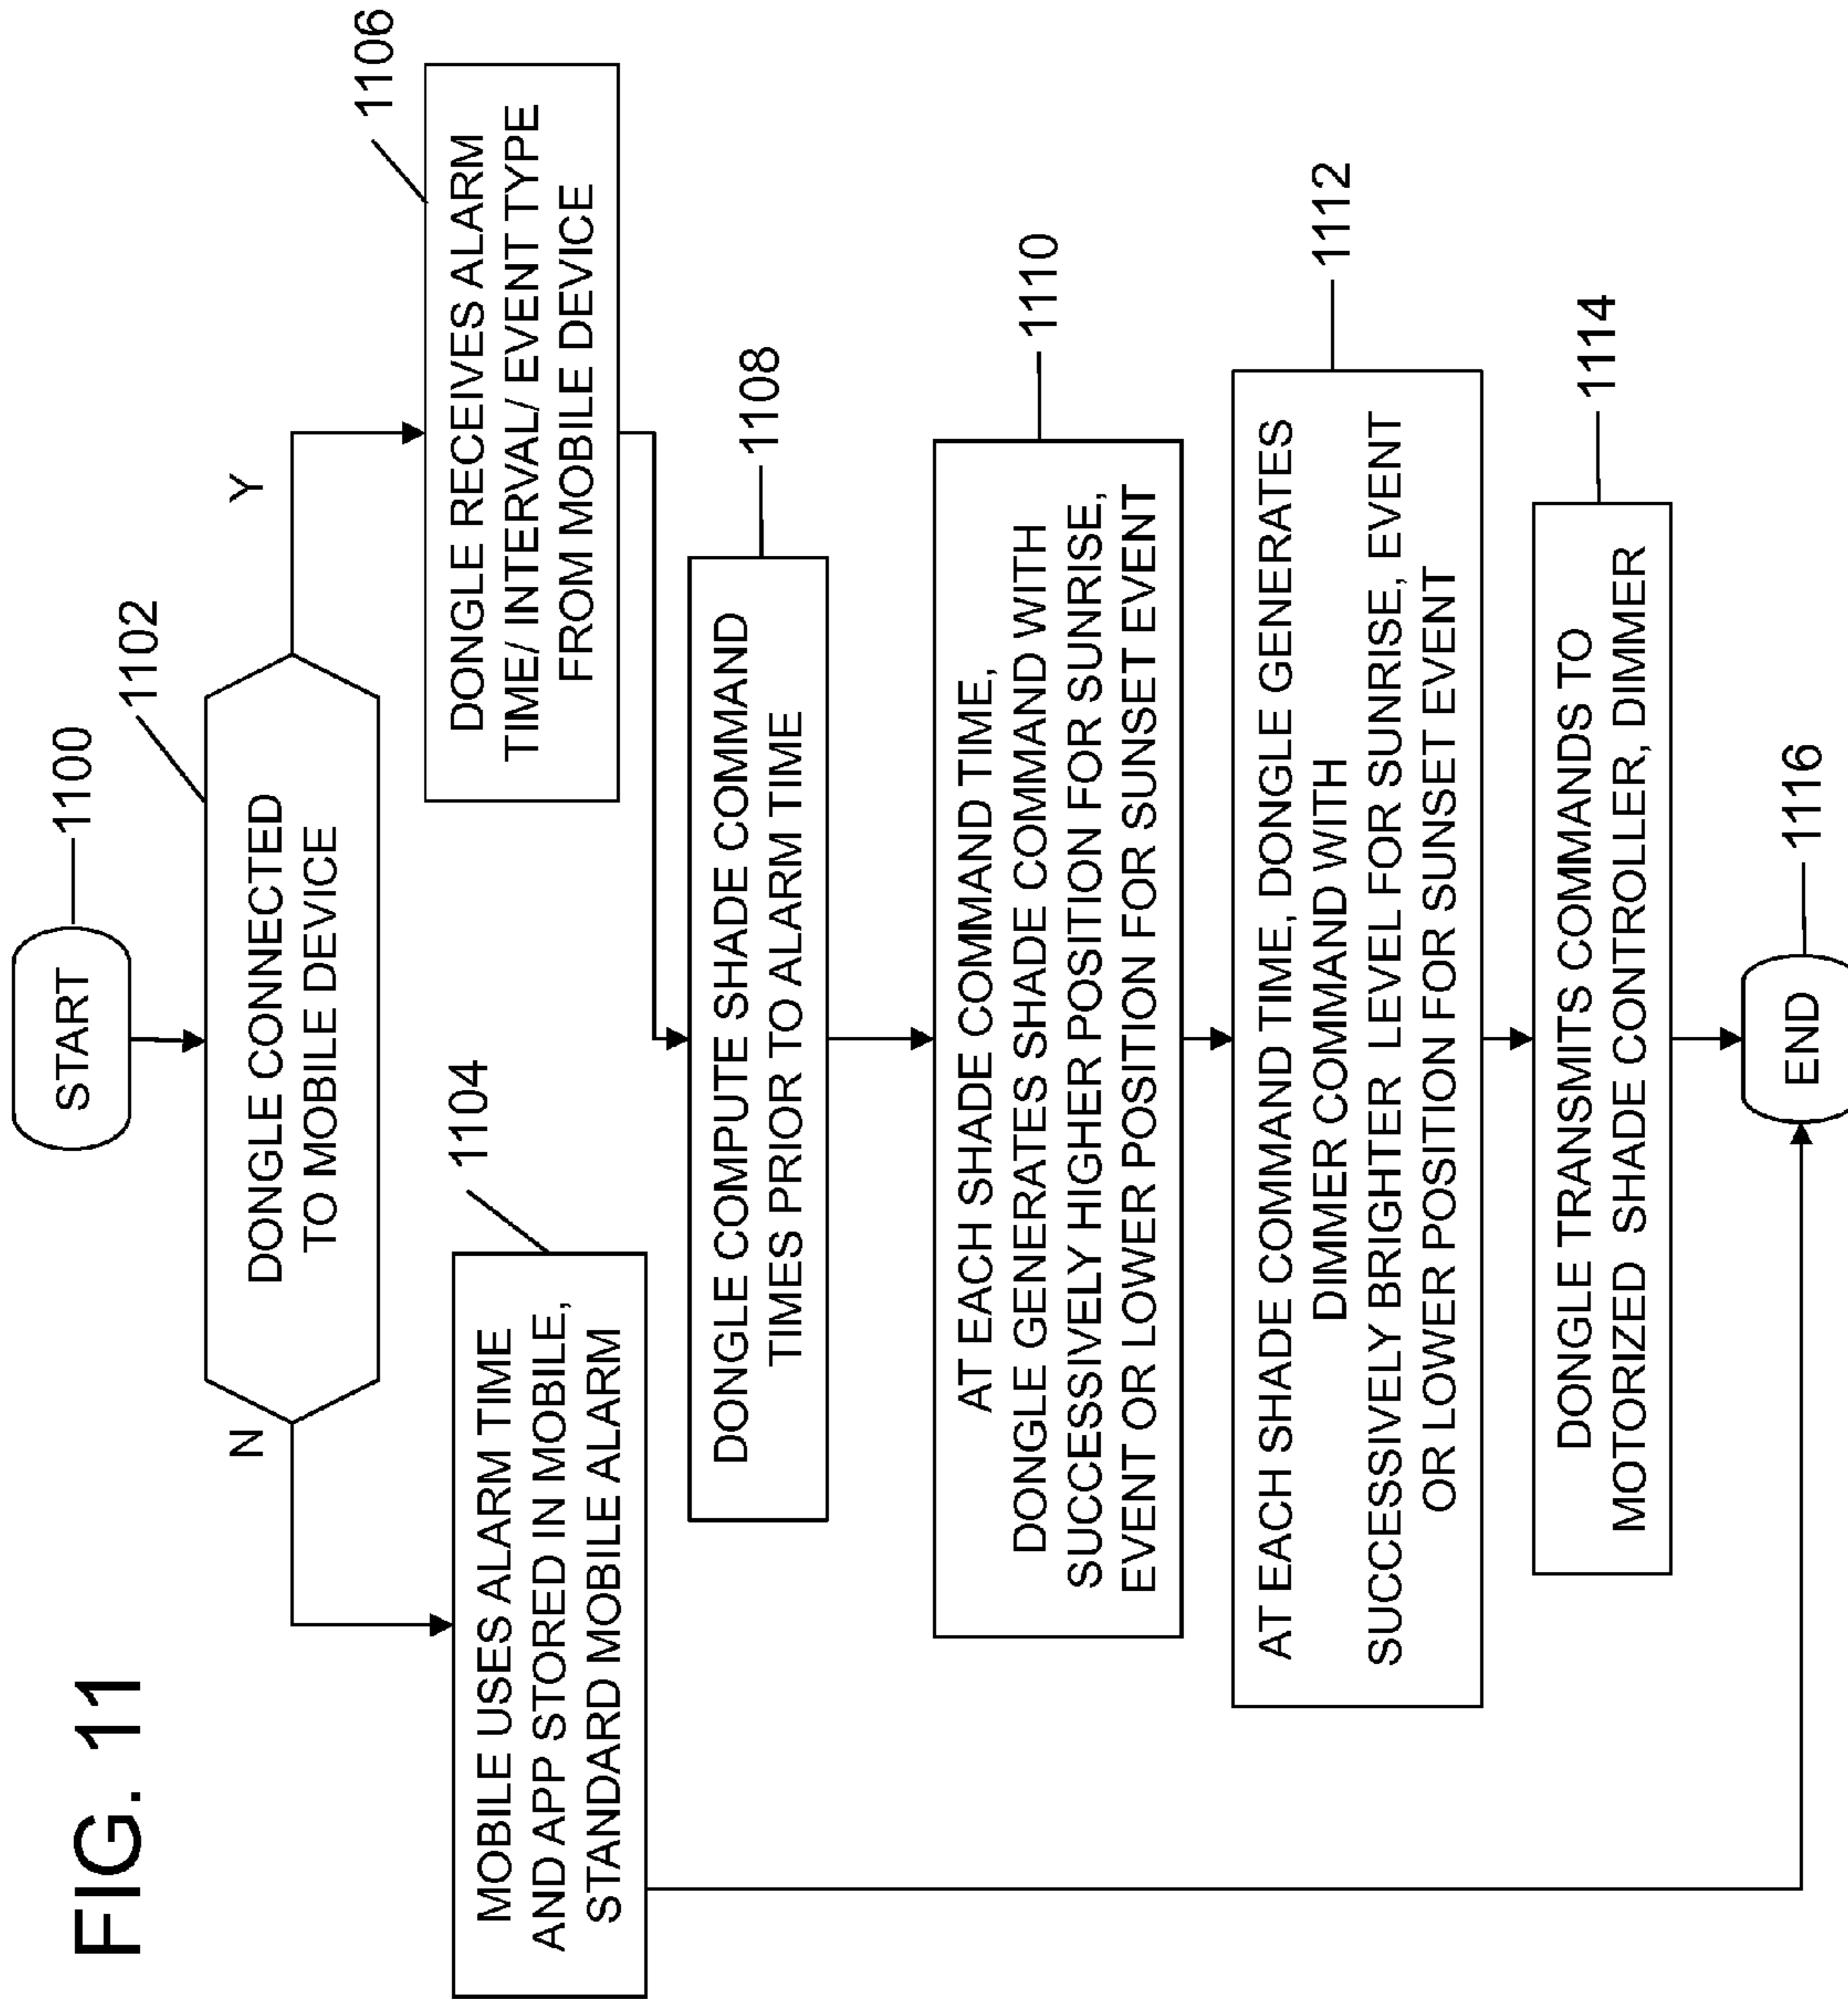 FIG. 11
START
1100
DONGLE CONNECTED
TO MOBILE DEVICE
1102
N
Y
MOBILE USES ALARM TIME
AND APP STORED IN MOBILE,
STANDARD MOBILE ALARM
1104
DONGLE RECEIVES ALARM
TIME/ INTERVAL/ EVENT TYPE
FROM MOBILE DEVICE
1106
DONGLE COMPUTE SHADE COMMAND
TIMES PRIOR TO ALARM TIME
1108
AT EACH SHADE COMMAND TIME,
DONGLE GENERATES SHADE COMMAND WITH
SUCCESSIVELY HIGHER POSITION FOR SUNRISE,
EVENT OR LOWER POSITION FOR SUNSET EVENT
1110
AT EACH SHADE COMMAND TIME, DONGLE GENERATES
DIMMER COMMAND WITH
SUCCESSIVELY BRIGHTER LEVEL FOR SUNRISE, EVENT
OR LOWER POSITION FOR SUNSET EVENT
1112
DONGLE TRANSMITS COMMANDS TO
MOTORIZED SHADE CONTROLLER, DIMMER
1114
END
1116